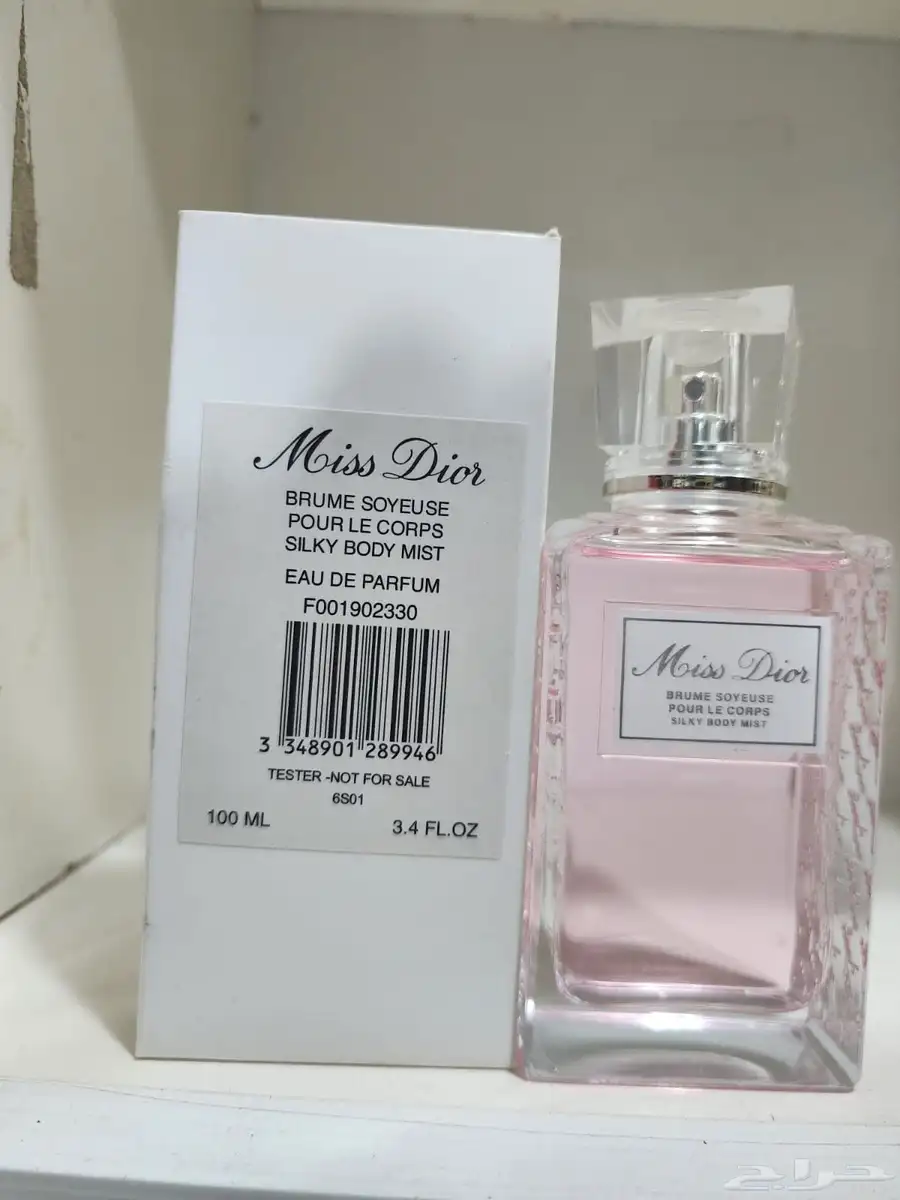 Miss Dior
BRUME SOYEUSE
POUR LE CORPS
SILKY BODY MIST
EAU DE PARFUM
F001902330
3 348901 289946
TESTER -NOT FOR SALE
6S01
100 ML
3.4 FL.OZ
Miss Dior
BRUME SOYEUSE
POUR LE CORPS
SILKY BODY MIST
حراج